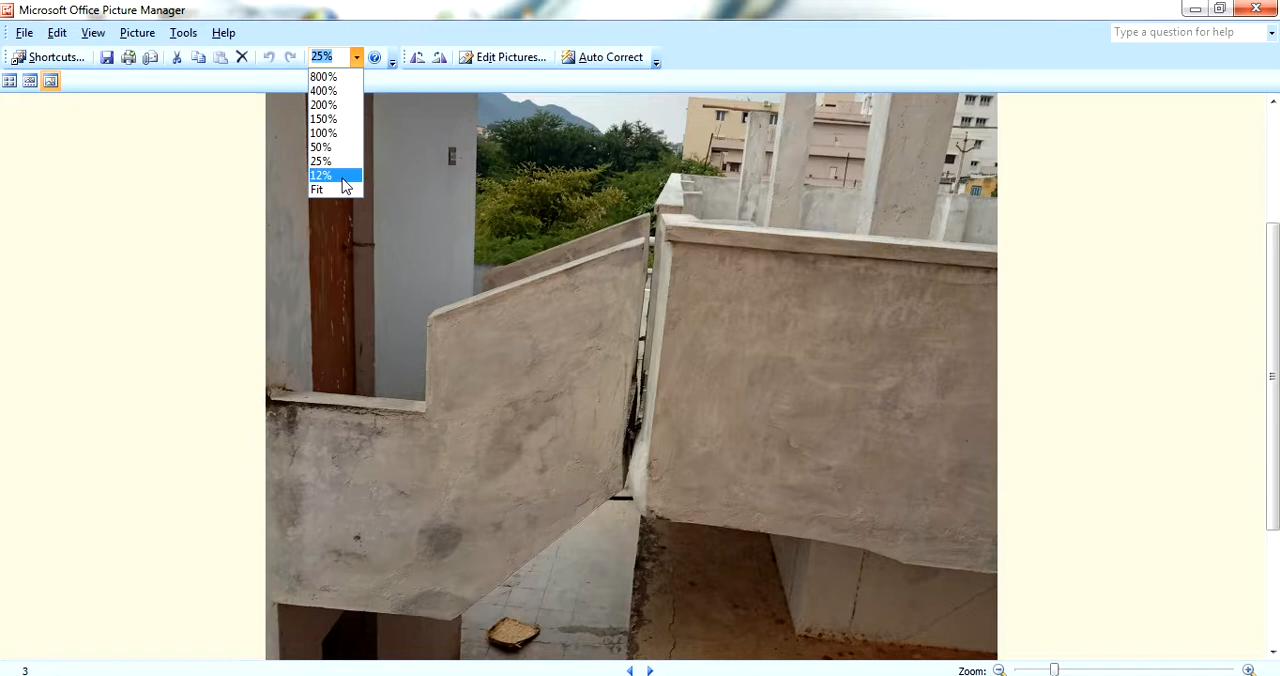 Microsoft Office Picture Manager
File Edit View Picture Tools Help
Type a question for help
Shortcuts... 25% Edit Pictures... Auto Correct
800%
400%
200%
150%
100%
50%
25%
12%
Fit
3 Zoom: